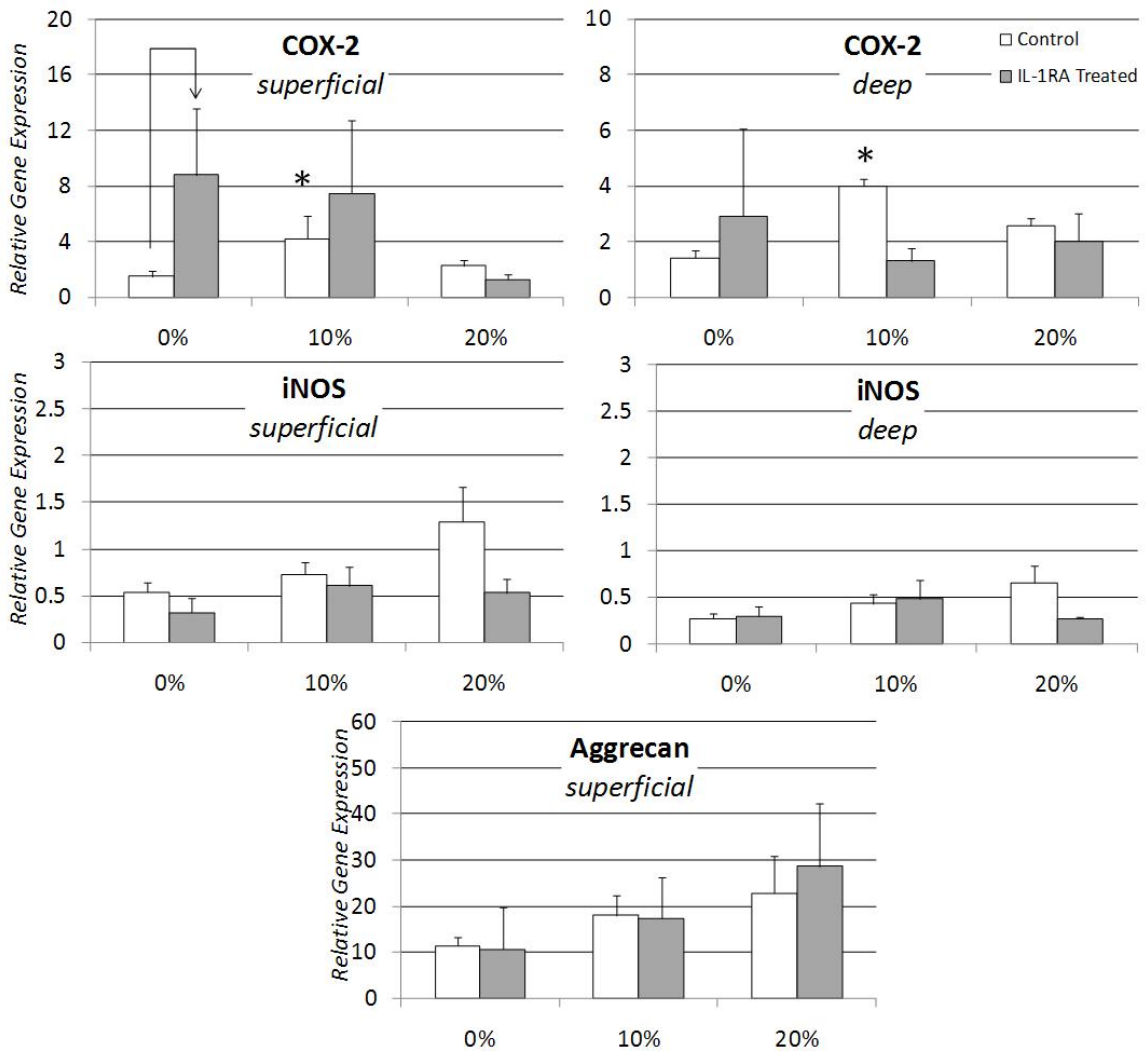 COX-2
superficial
Relative Gene Expression
20
16
12
8
4
0
*
0% 10% 20%
COX-2
deep
Control
IL-1RA Treated
10
8
6
4
2
0
*
0% 10% 20%
iNOS
superficial
Relative Gene Expression
3
2.5
2
1.5
1
0.5
0
0% 10% 20%
iNOS
deep
3
2.5
2
1.5
1
0.5
0
0% 10% 20%
Aggrecan
superficial
Relative Gene Expression
60
50
40
30
20
10
0
0% 10% 20%